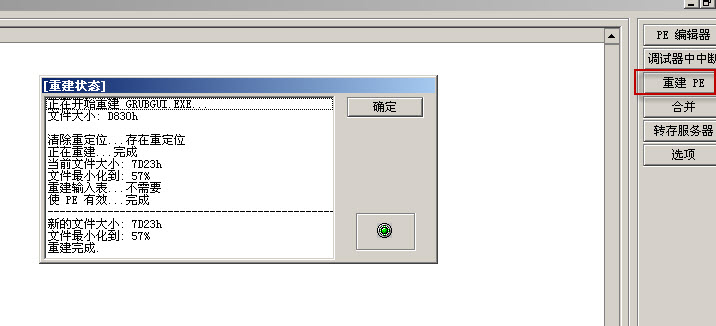 [重建状态]
正在开始重建 GRUBGUI.EXE...
文件大小: D830h
清除重定位...存在重定位
正在重建...完成
当前文件大小: 7D23h
文件最小化到: 57%
重建输入表...不需要
使 PE 有效...完成
新的文件大小: 7D23h
文件最小化到: 57%
重建完成.
确定
PE 编辑器
调试器中中断
重建 PE
合并
转存服务器
选项